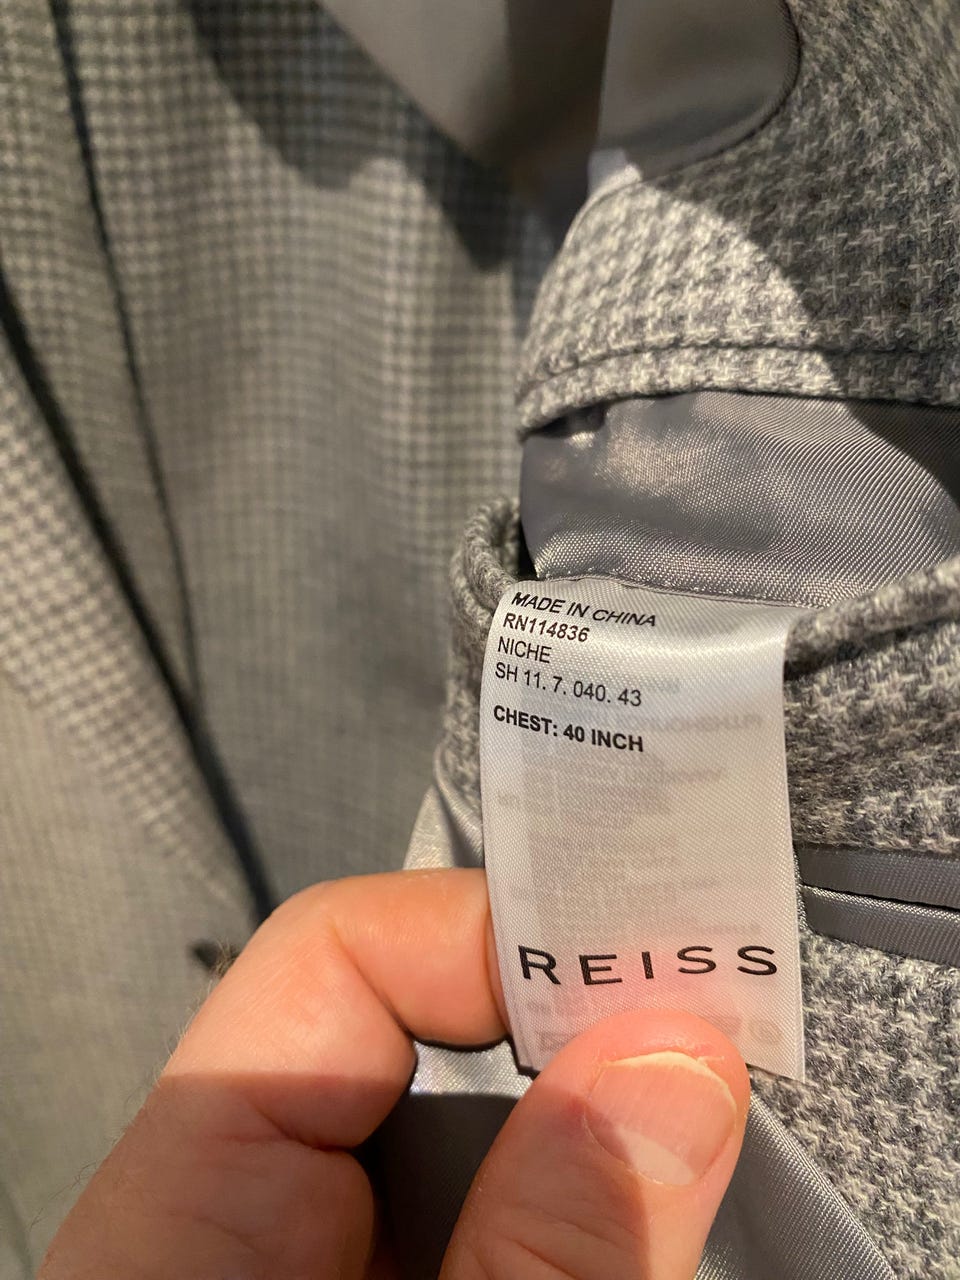 MADE IN CHINA
RN114836
NICHE
SH 11. 7. 040. 43
CHEST: 40 INCH
REISS